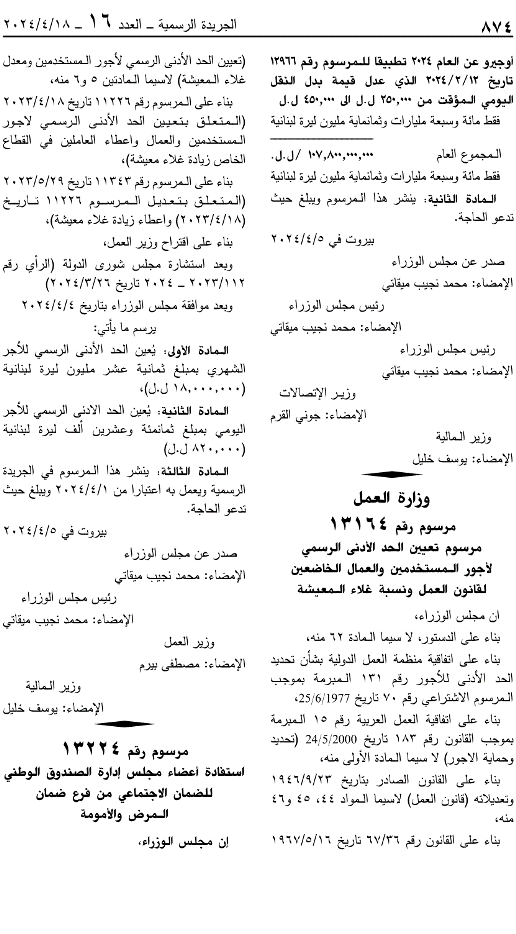 ٨٧٤
الجريدة الرسمية ـ العدد ١٦ ـ ٢٠٢٤/٤/١٨
أوجيرو عن العام ٢٠٢٤ تطبيقا للمرسوم رقم ١٢٩٦٦
تاريخ ٢٠٢٤/٢/١٢ الذي عدل قيمة بدل النقل
اليومي المؤقت من ٢٥٠,٠٠٠ ل.ل الى ٤٥٠,٠٠٠ ل.ل
فقط مائة وسبعة مليارات وثمانماية مليون ليرة لبنانية
المجموع العام ١٠٧,٨٠٠,٠٠٠,٠٠٠ /ل.ل.
فقط مائة وسبعة مليارات وثمانماية مليون ليرة لبنانية
المادة الثانية: ينشر هذا المرسوم ويبلغ حيث
تدعو الحاجة.
بيروت في ٢٠٢٤/٤/٥
صدر عن مجلس الوزراء
الإمضاء: محمد نجيب ميقاتي
رئيس مجلس الوزراء
الإمضاء: محمد نجيب ميقاتي
رئيس مجلس الوزراء
الإمضاء: محمد نجيب ميقاتي
وزير الإتصالات
الإمضاء: جوني القرم
وزير المالية
الإمضاء: يوسف خليل
وزارة العمل
مرسوم رقم ١٣١٦٤
مرسوم تعيين الحد الأدنى الرسمي
لأجور المستخدمين والعمال الخاضعين
لقانون العمل ونسبة غلاء المعيشة
ان مجلس الوزراء،
بناء على الدستور، لا سيما المادة ٦٢ منه،
بناء على اتفاقية منظمة العمل الدولية بشأن تحديد
الحد الأدنى للأجور رقم ١٣١ المبرمة بموجب
المرسوم الاشتراعي رقم ٧٠ تاريخ 25/6/1977،
بناء على اتفاقية العمل العربية رقم ١٥ المبرمة
بموجب القانون رقم ١٨٣ تاريخ 24/5/2000 (تحديد
وحماية الاجور) لا سيما المادة الأولى منه،
بناء على القانون الصادر بتاريخ ١٩٤٦/٩/٢٣
وتعديلاته (قانون العمل) لاسيما المواد ٤٤، ٤٥ و٤٦
منه،
بناء على القانون رقم ٦٧/٣٦ تاريخ ١٩٦٧/٥/١٦
(تعيين الحد الأدنى الرسمي لأجور المستخدمين ومعدل
غلاء المعيشة) لاسيما المادتين ٥ و٦ منه،
بناء على المرسوم رقم ١١٢٢٦ تاريخ ٢٠٢٣/٤/١٨
(المتعلق بتعيين الحد الأدنى الرسمي لاجور
المستخدمين والعمال واعطاء العاملين في القطاع
الخاص زيادة غلاء معيشة)،
بناء على المرسوم رقم ١١٣٤٣ تاريخ ٢٠٢٣/٥/٢٩
(المتعلق بتعديل المرسوم ١١٢٢٦ تاريخ
٢٠٢٣/٤/١٨) واعطاء زيادة غلاء معيشة)،
بناء على اقتراح وزير العمل،
وبعد استشارة مجلس شورى الدولة (الرأي رقم
٢٠٢٣/١١٢ ـ ٢٠٢٤ تاريخ ٢٠٢٤/٣/٢٦)
وبعد موافقة مجلس الوزراء بتاريخ ٢٠٢٤/٤/٤
يرسم ما يأتي:
المادة الأولى: يُعين الحد الأدنى الرسمي للأجر
الشهري بمبلغ ثمانية عشر مليون ليرة لبنانية
(١٨,٠٠٠,٠٠٠ ل.ل)،
المادة الثانية: يُعين الحد الادنى الرسمي للأجر
اليومي بمبلغ ثمانمئة وعشرين ألف ليرة لبنانية
(٨٢٠,٠٠٠ ل.ل)
المادة الثالثة: ينشر هذا المرسوم في الجريدة
الرسمية ويعمل به اعتبارا من ٢٠٢٤/٤/١ ويبلغ حيث
تدعو الحاجة.
بيروت في ٢٠٢٤/٤/٥
صدر عن مجلس الوزراء
الإمضاء: محمد نجيب ميقاتي
رئيس مجلس الوزراء
الإمضاء: محمد نجيب ميقاتي
وزير العمل
الإمضاء: مصطفى بيرم
وزير المالية
الإمضاء: يوسف خليل
مرسوم رقم ١٣٢٢٤
استفادة أعضاء مجلس إدارة الصندوق الوطني
للضمان الاجتماعي من فرع ضمان
المرض والأمومة
إن مجلس الوزراء،